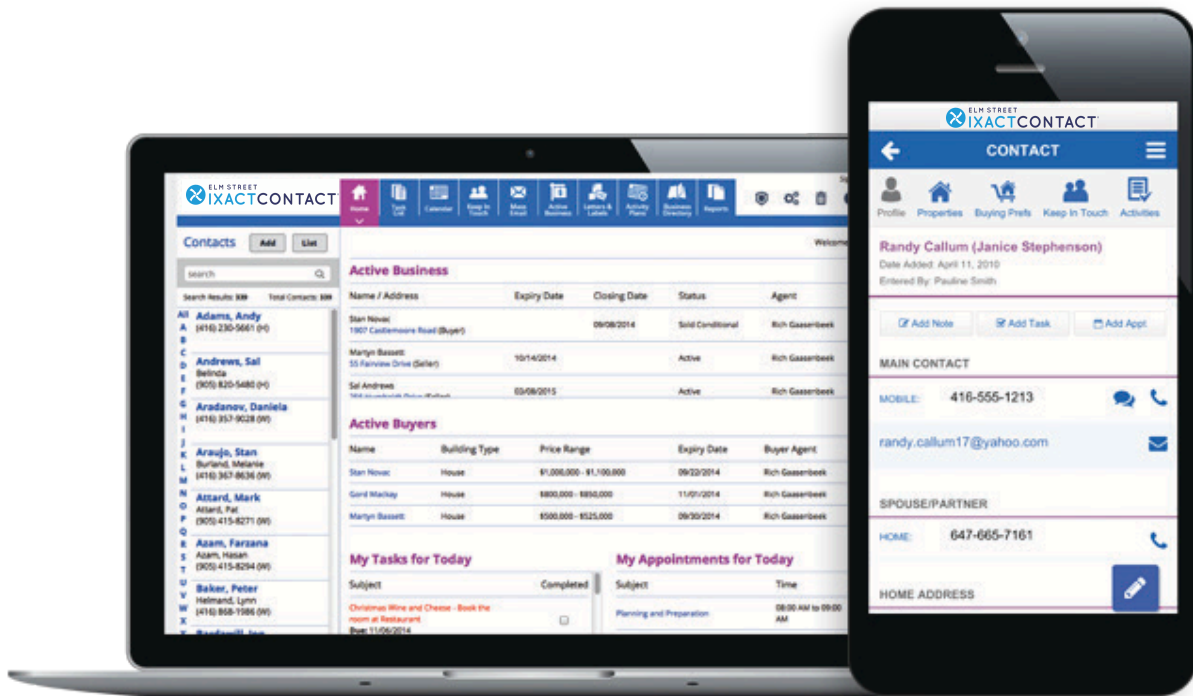 ELM STREET
IXACTCONTACT
Home
Task List
Calendar
Keep In Touch
Mass Email
Active Business
Letters & Labels
Activity Plans
Business Directory
Reports
Contacts
Add
List
Welcome
search
Search Results: 339 Total Contacts: 339
All
A
B
C
D
E
F
G
H
I
J
K
L
M
N
O
P
Q
R
S
T
U
V
W
X
Adams, Andy
(416) 230-5661 (H)
Andrews, Sal
Belinda
(905) 820-5480 (H)
Aradanov, Daniela
(416) 357-9028 (W)
Araujo, Stan
Burland, Melanie
(416) 367-8636 (W)
Attard, Mark
Attard, Pat
(905) 415-8271 (W)
Azam, Farzana
Azam, Hasan
(905) 415-8294 (W)
Baker, Peter
Helmand, Lynn
(416) 868-1986 (W)
Active Business
Name / Address Expiry Date Closing Date Status Agent
Stan Novac
1907 Castlemoore Road (Buyer) 09/08/2014 Sold Conditional Rich Gaasenbeek
Martyn Bassett
55 Fairview Drive (Seller) 10/14/2014 Active Rich Gaasenbeek
Sal Andrews 03/08/2015 Active Rich Gaasenbeek
Active Buyers
Name Building Type Price Range Expiry Date Buyer Agent
Stan Novac House $1,000,000 - $1,100,000 09/22/2014 Rich Gaasenbeek
Gord Mackay House $800,000 - $850,000 11/01/2014 Rich Gaasenbeek
Martyn Bassett House $500,000 - $525,000 09/30/2014 Rich Gaasenbeek
My Tasks for Today
Subject Completed
Christmas Wine and Cheese - Book the
room at Restaurant
Due: 11/06/2014
My Appointments for Today
Subject Time
Planning and Preparation 08:00 AM to 09:00
AM
ELM STREET
IXACTCONTACT
CONTACT
Profile Properties Buying Prefs Keep In Touch Activities
Randy Callum (Janice Stephenson)
Date Added: April 11, 2010
Entered By: Pauline Smith
Add Note Add Task Add Appt
MAIN CONTACT
MOBILE: 416-555-1213
randy.callum17@yahoo.com
SPOUSE/PARTNER
HOME: 647-665-7161
HOME ADDRESS